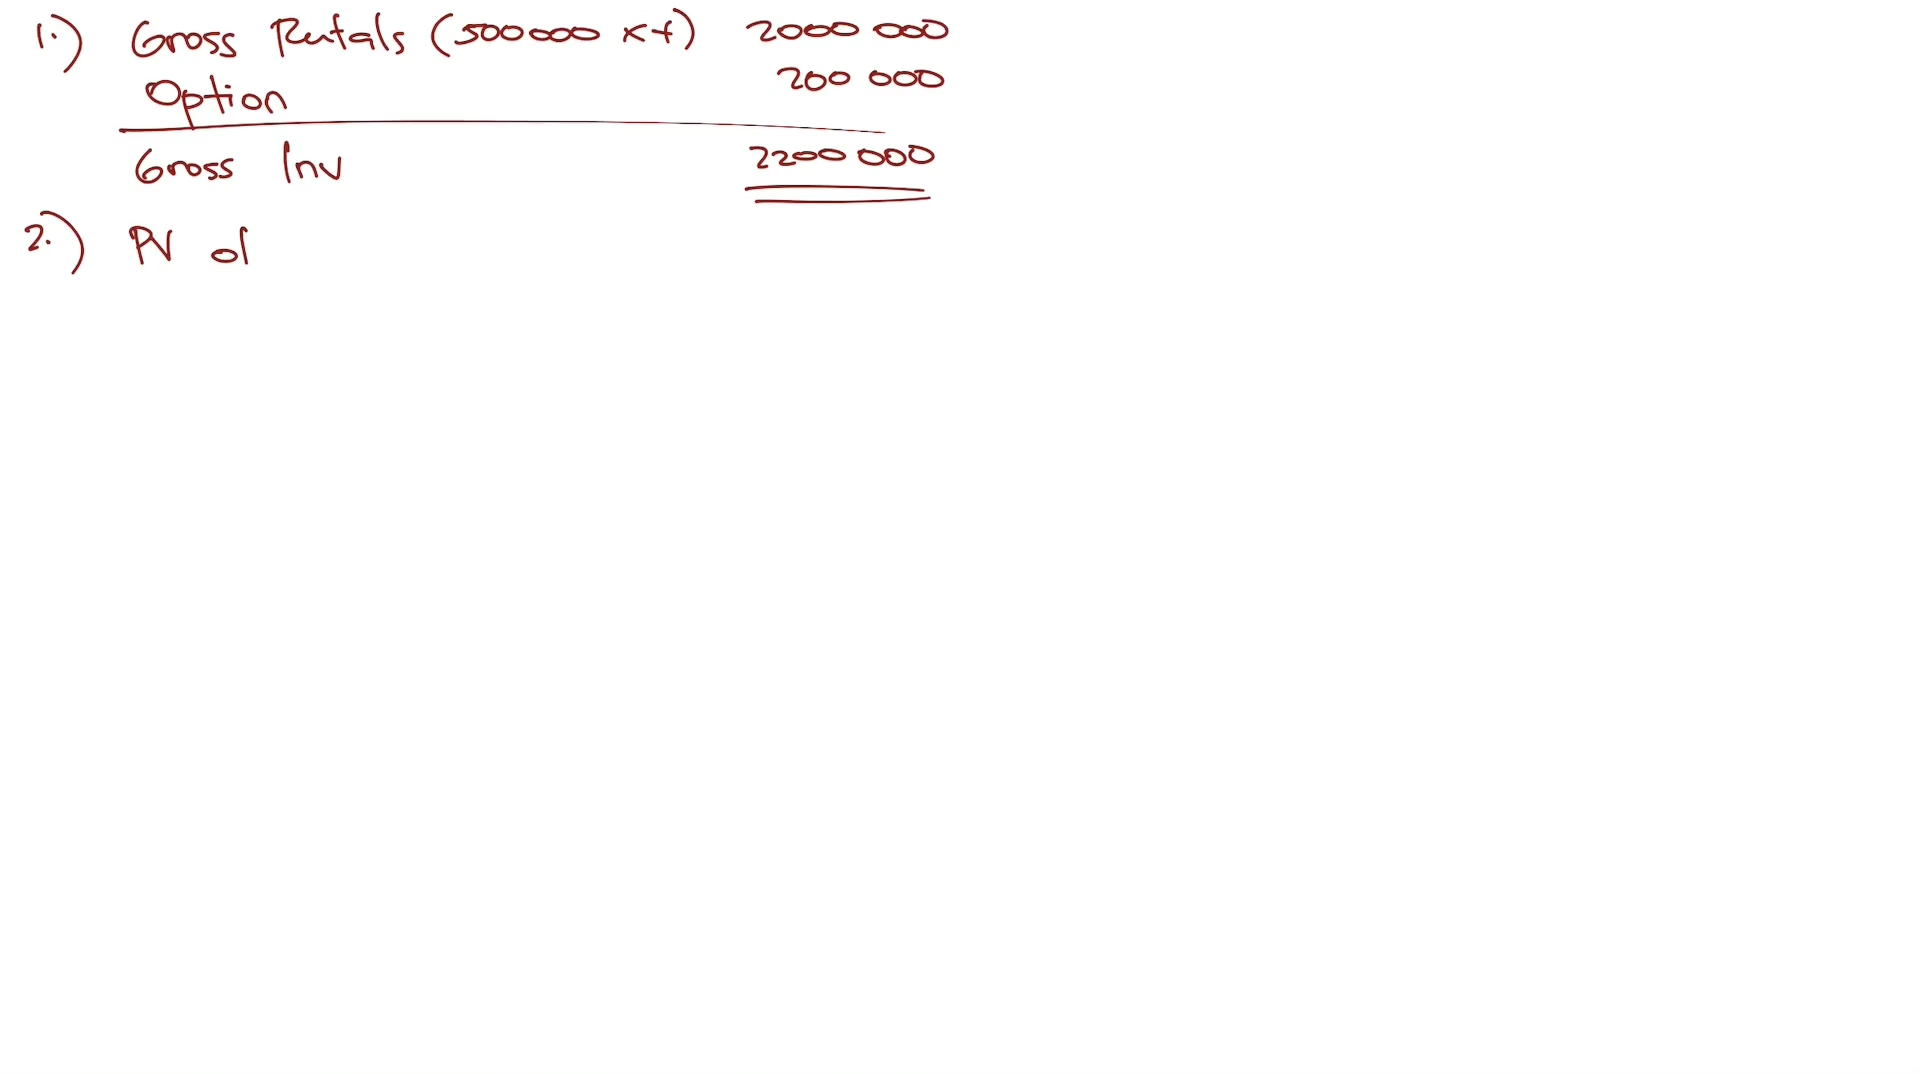 1.) Gross Rentals (500000 x 4) 2000 000
Option 200 000
Gross Inv 2200 000
2.) PV of